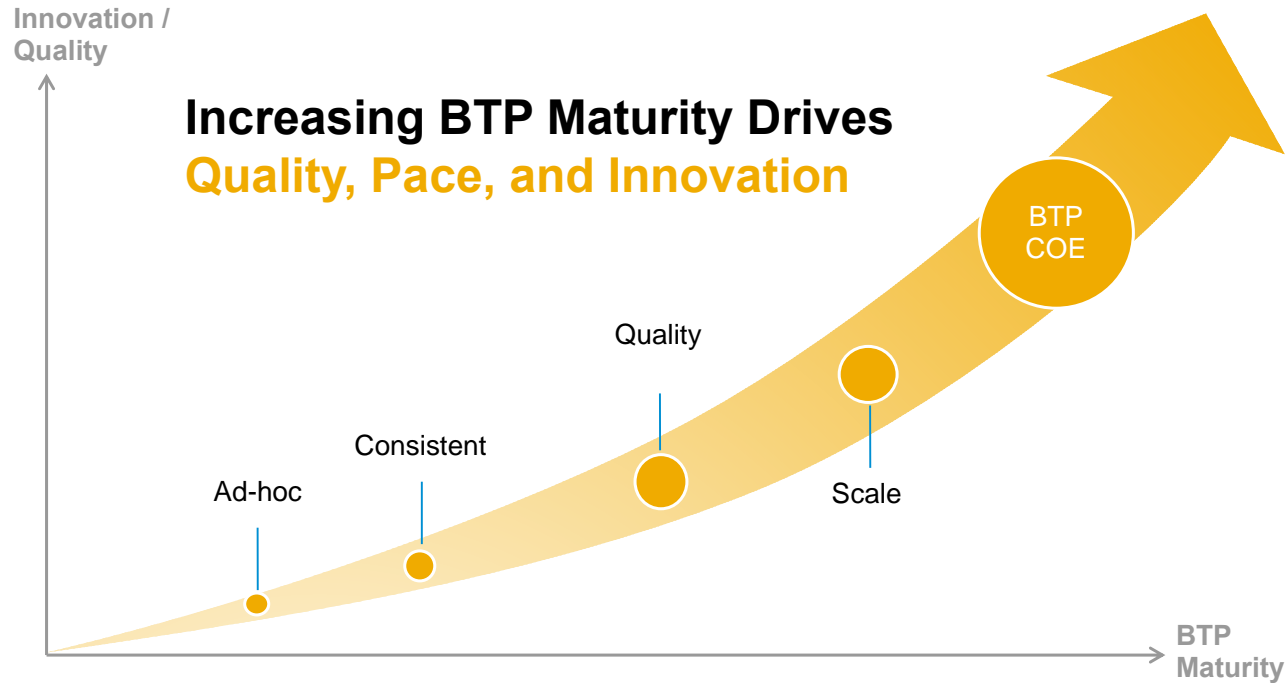 Innovation /
Quality
Increasing BTP Maturity Drives
Quality, Pace, and Innovation
BTP
COE
Quality
Consistent
Ad-hoc
Scale
BTP
Maturity